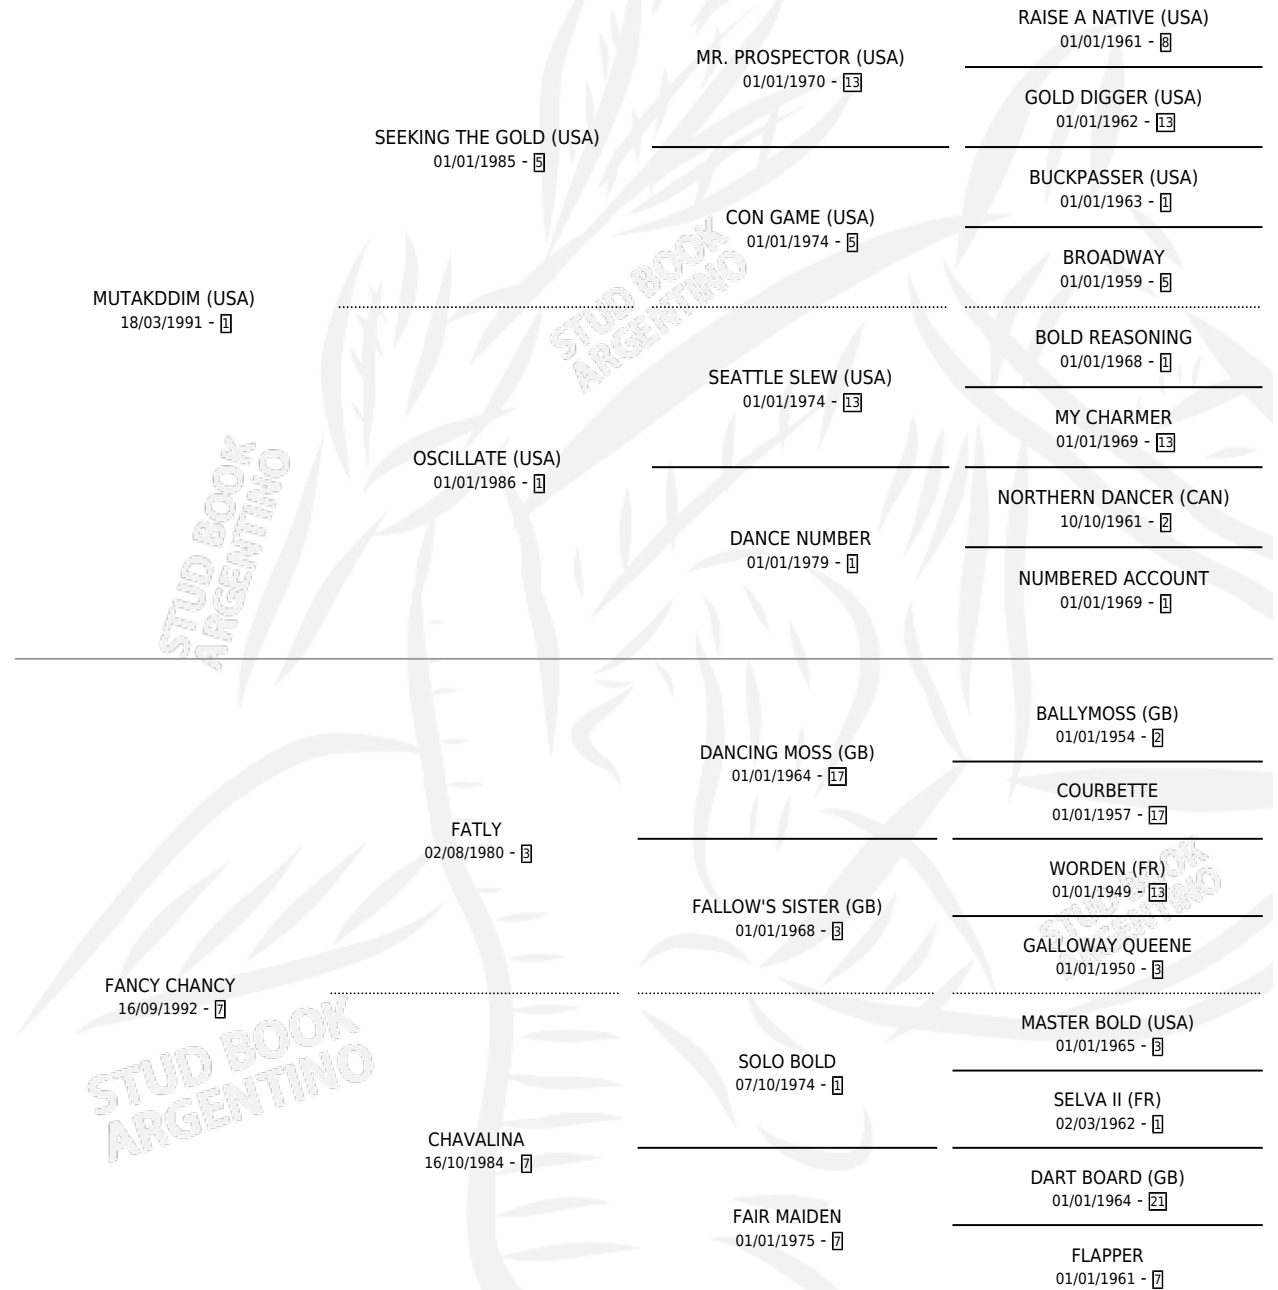 RAISE A NATIVE (USA)
01/01/1961 - 8
MR. PROSPECTOR (USA)
01/01/1970 - 13
GOLD DIGGER (USA)
01/01/1962 - 13
SEEKING THE GOLD (USA)
01/01/1985 - 5
BUCKPASSER (USA)
01/01/1963 - 1
CON GAME (USA)
01/01/1974 - 5
BROADWAY
01/01/1959 - 5
MUTAKDDIM (USA)
18/03/1991 - 1
BOLD REASONING
01/01/1968 - 1
SEATTLE SLEW (USA)
01/01/1974 - 13
MY CHARMER
01/01/1969 - 13
OSCILLATE (USA)
01/01/1986 - 1
NORTHERN DANCER (CAN)
10/10/1961 - 2
DANCE NUMBER
01/01/1979 - 1
NUMBERED ACCOUNT
01/01/1969 - 1
BALLYMOSS (GB)
01/01/1954 - 2
DANCING MOSS (GB)
01/01/1964 - 17
COURBETTE
01/01/1957 - 17
FATLY
02/08/1980 - 3
WORDEN (FR)
01/01/1949 - 13
FALLOW'S SISTER (GB)
01/01/1968 - 3
GALLOWAY QUEENE
01/01/1950 - 3
FANCY CHANCY
16/09/1992 - 7
MASTER BOLD (USA)
01/01/1965 - 3
SOLO BOLD
07/10/1974 - 1
SELVA II (FR)
02/03/1962 - 1
CHAVALINA
16/10/1984 - 7
DART BOARD (GB)
01/01/1964 - 21
FAIR MAIDEN
01/01/1975 - 7
FLAPPER
01/01/1961 - 7
STUD BOOK
ARGENTINO
STUD BOOK
ARGENTINO
STUD BOOK
ARGENTINO
STUD BOOK
ARGENTINO